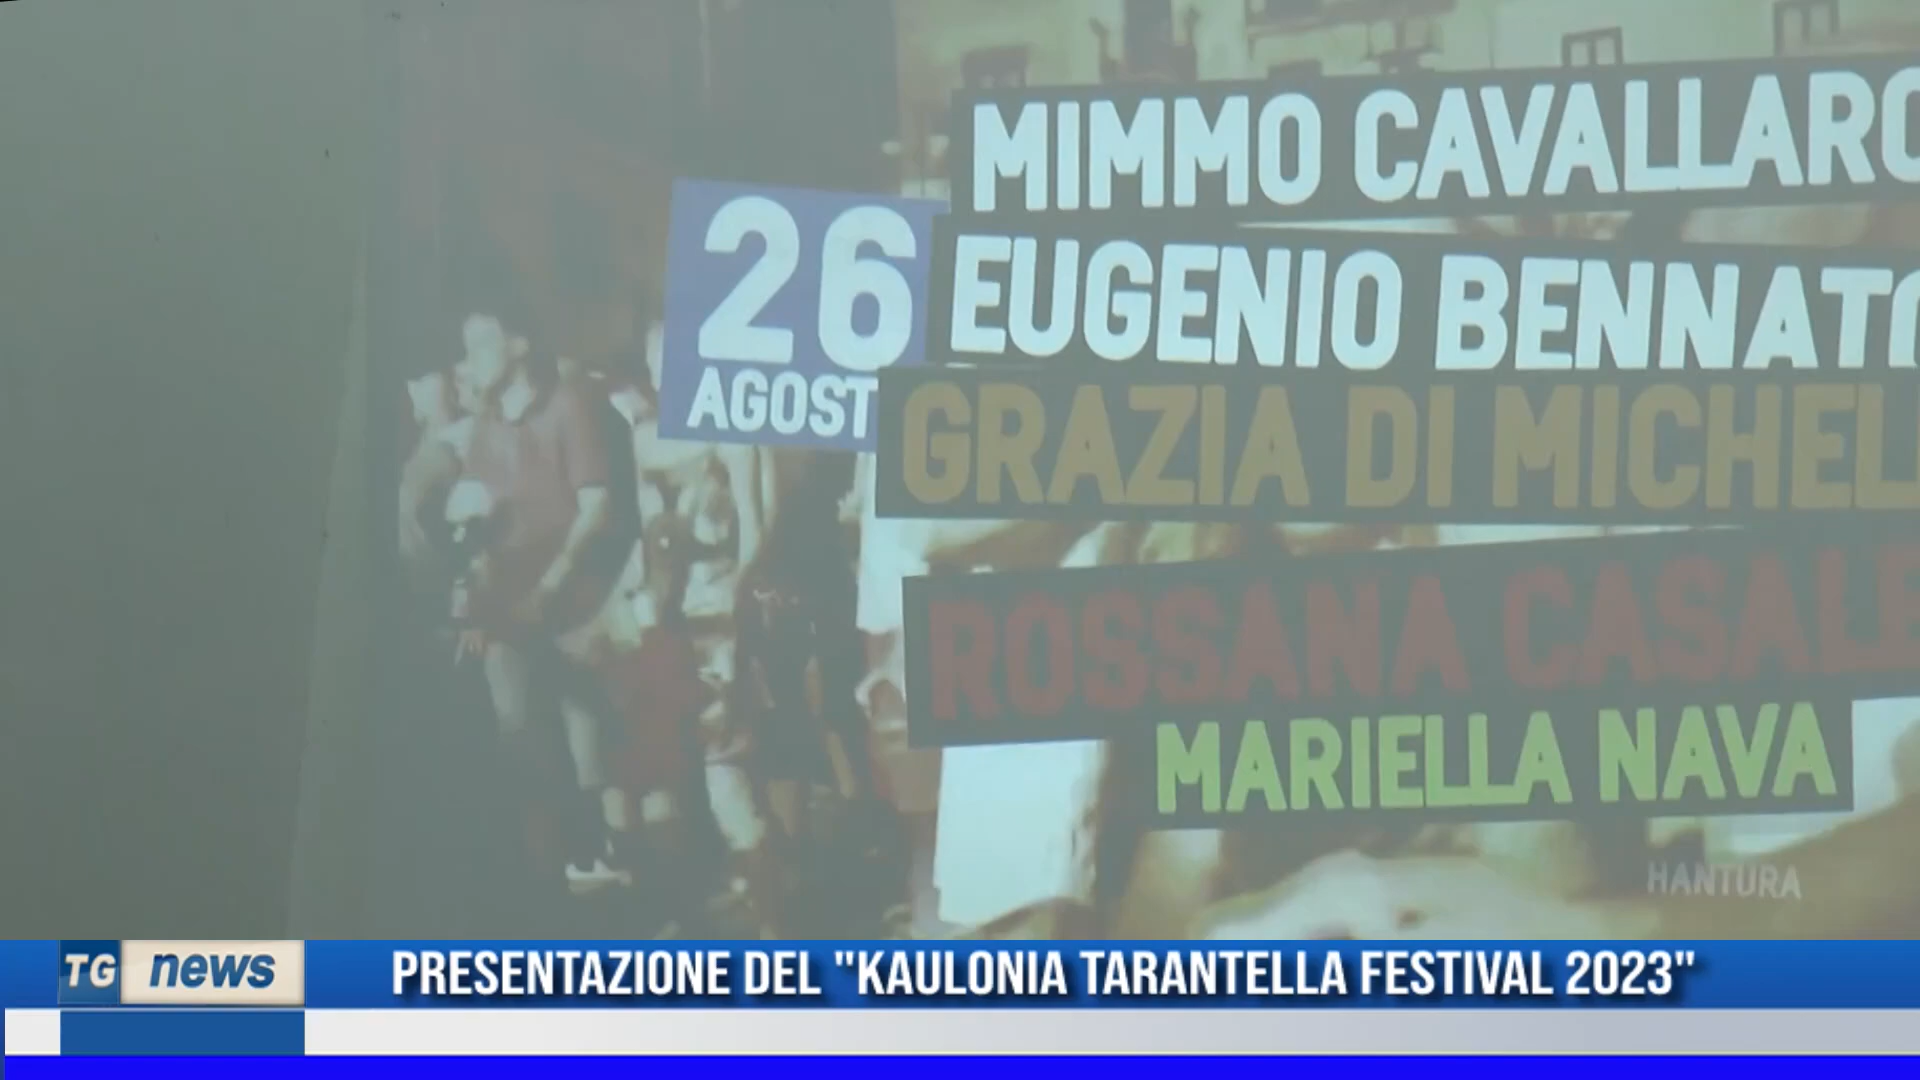 MIMMO CAVALLARO
26
AGOST
EUGENIO BENNATO
GRAZIA DI MICHEL
ROSSANA CASALE
MARIELLA NAVA
HANTURA
TG news
PRESENTAZIONE DEL "KAULONIA TARANTELLA FESTIVAL 2023"